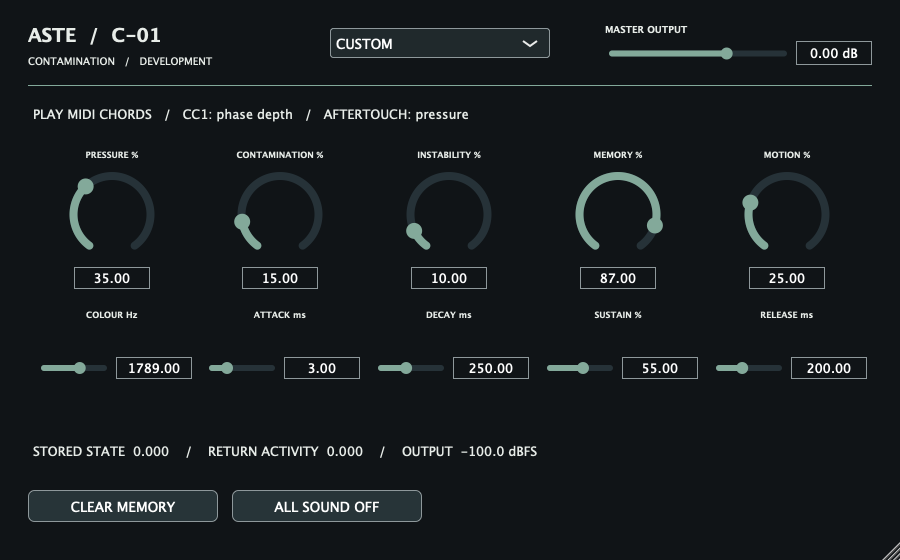 ASTE / C-01
CUSTOM
MASTER OUTPUT
0.00 dB
CONTAMINATION / DEVELOPMENT
PLAY MIDI CHORDS / CC1: phase depth / AFTERTOUCH: pressure
PRESSURE % CONTAMINATION % INSTABILITY % MEMORY % MOTION %
35.00 15.00 10.00 87.00 25.00
COLOUR Hz ATTACK ms DECAY ms SUSTAIN % RELEASE ms
1789.00 3.00 250.00 55.00 200.00
STORED STATE 0.000 / RETURN ACTIVITY 0.000 / OUTPUT -100.0 dBFS
CLEAR MEMORY ALL SOUND OFF